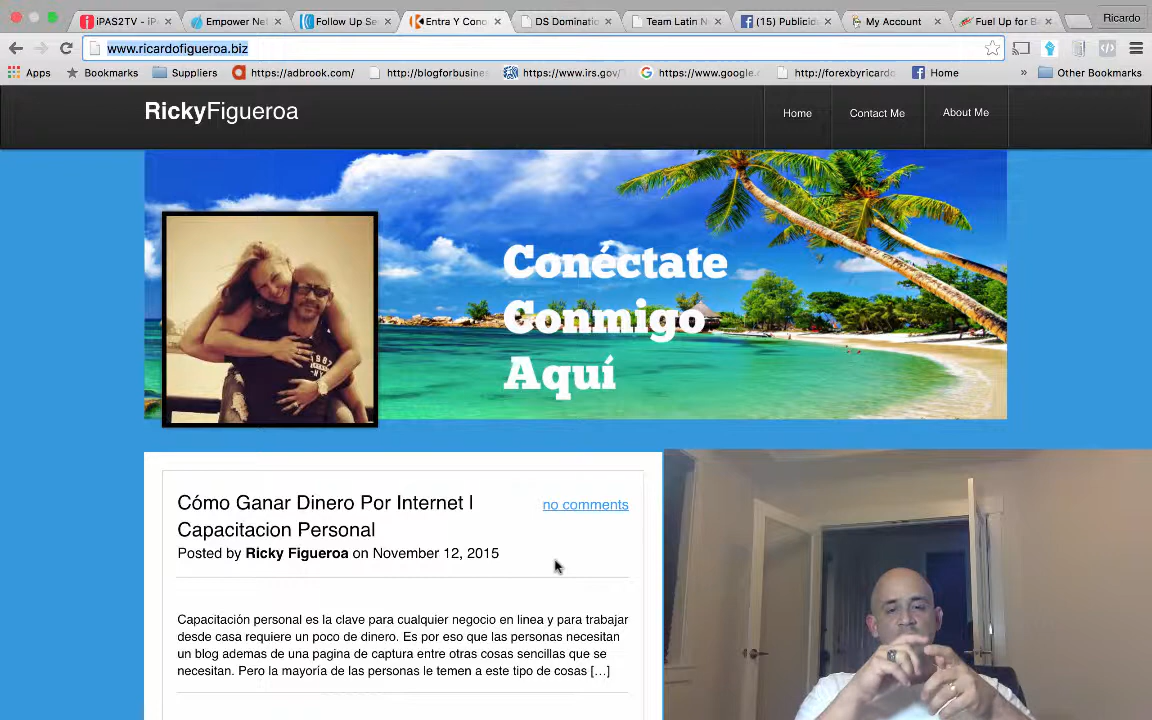 iPAS2TV - iPA
Empower Net
Follow Up Se
Entra Y Cono
DS Dominatio
Team Latin Ne
(15) Publicida
My Account
Fuel Up for B
Ricardo
www.ricardofigueroa.biz
Apps
Bookmarks
Suppliers
https://adbrook.com/
http://blogforbusine
https://www.irs.gov/
https://www.google.c
http://forexbyricardo
Home
»
Other Bookmarks
RickyFigueroa
Home
Contact Me
About Me
Conéctate
Conmigo
Aquí
Cómo Ganar Dinero Por Internet |
Capacitacion Personal
no comments
Posted by Ricky Figueroa on November 12, 2015
Capacitación personal es la clave para cualquier negocio en linea y para trabajar
desde casa requiere un poco de dinero. Es por eso que las personas necesitan
un blog ademas de una pagina de captura entre otras cosas sencillas que se
necesitan. Pero la mayoría de las personas le temen a este tipo de cosas [...]